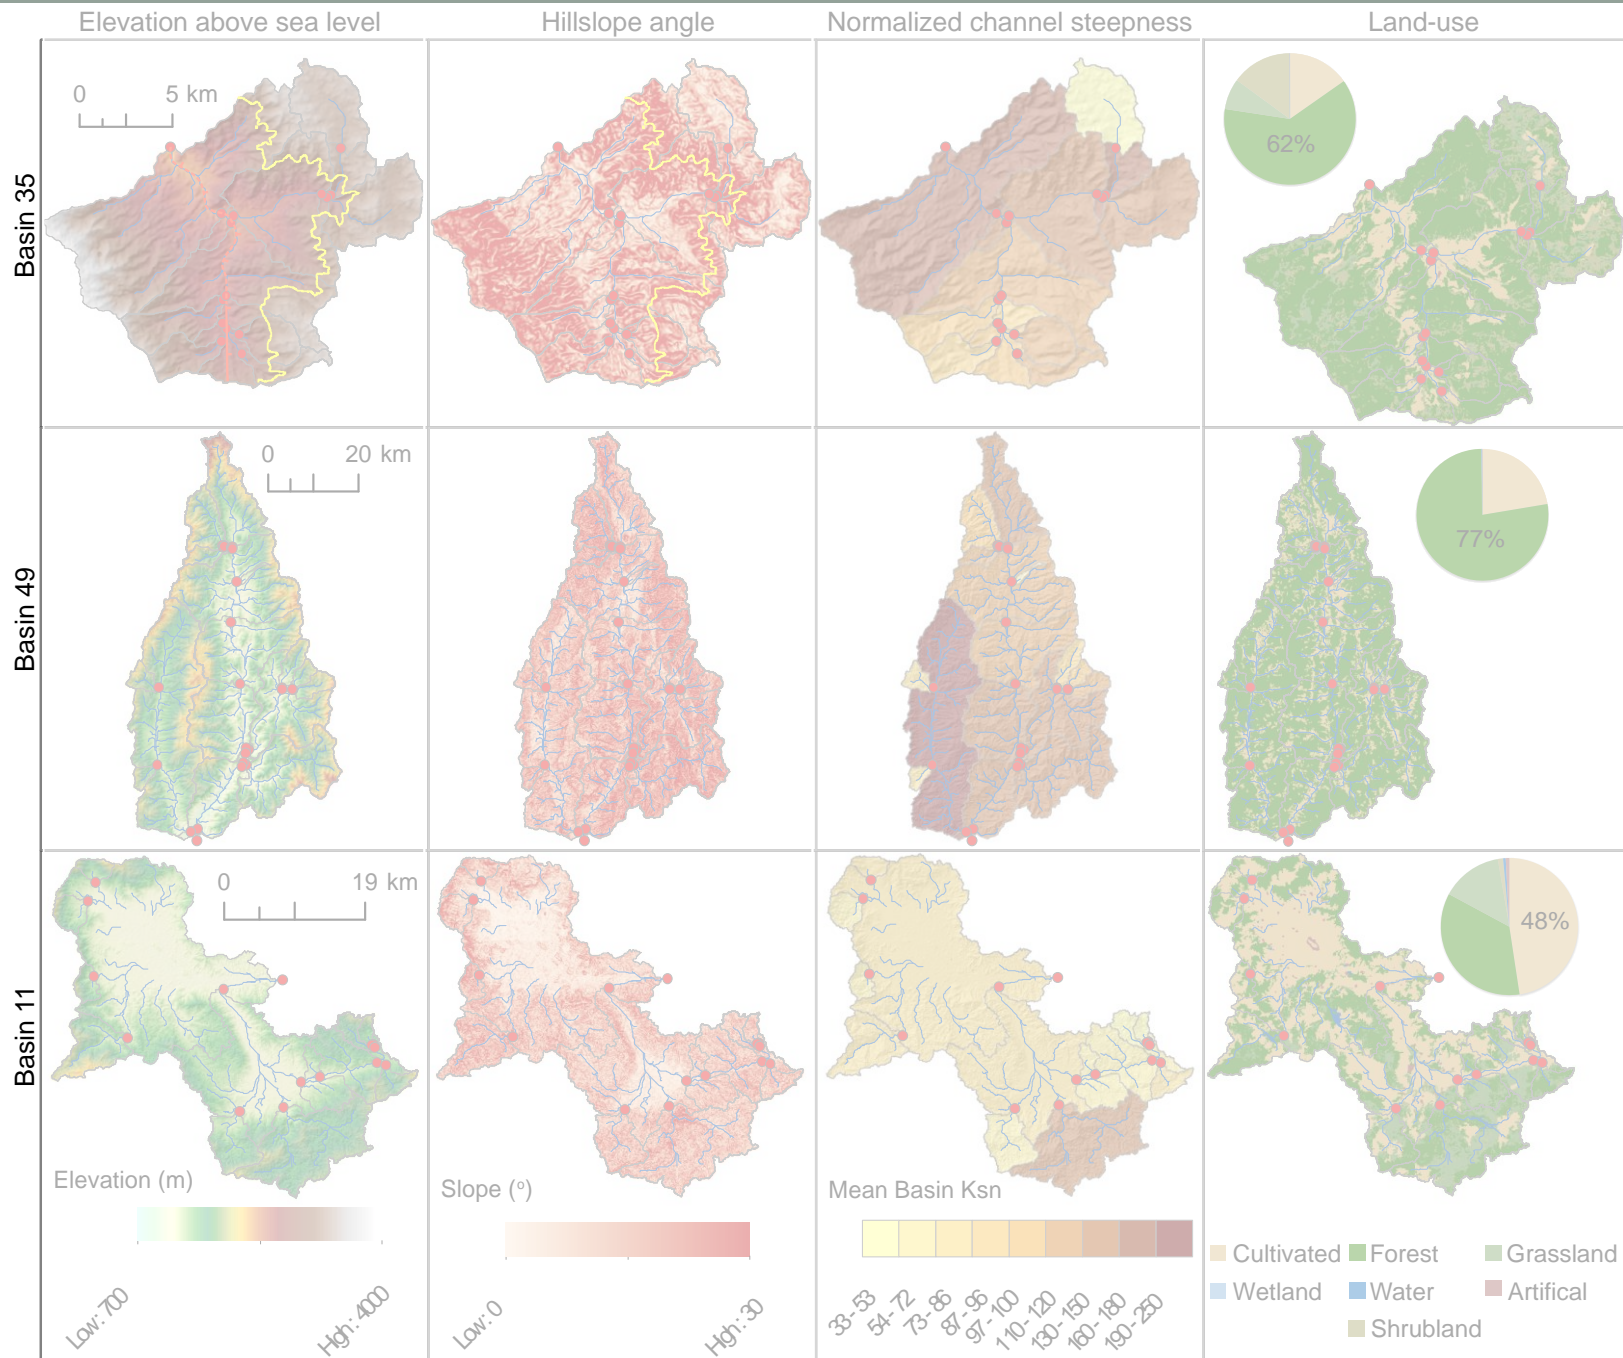 Elevation above sea level
Hillslope angle
Normalized channel steepness
Land-use
Basin 35
0 5 km
62%
Basin 49
0 20 km
77%
Basin 11
0 19 km
48%
Elevation (m)
Low: 700
High: 4000
Slope (°)
Low: 0
High: 30
Mean Basin Ksn
33 - 53
54 - 72
73 - 86
87 - 96
97 - 100
110 - 120
130 - 150
160 - 180
190 - 250
Cultivated Forest Grassland
Wetland Water Artifical
Shrubland